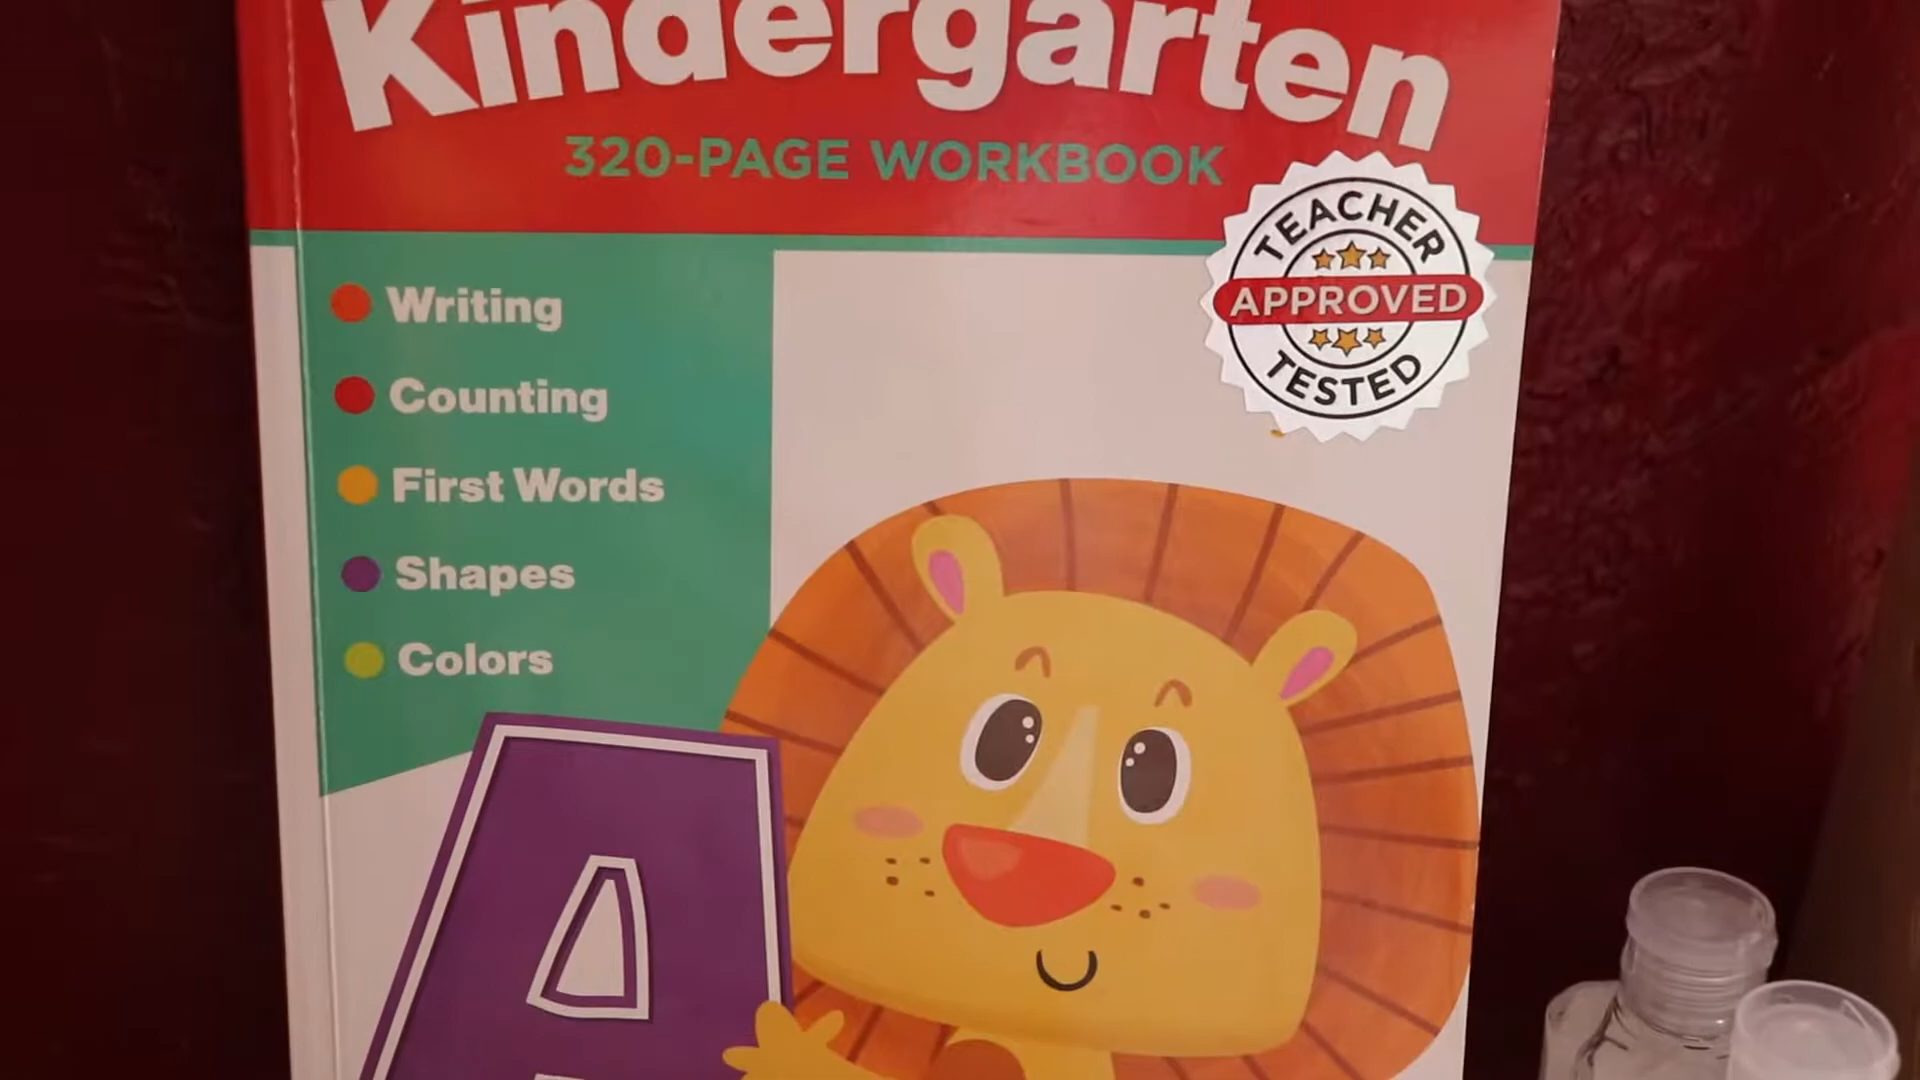 Kindergarten
320-PAGE WORKBOOK
TEACHER
APPROVED
TESTED
Writing
Counting
First Words
Shapes
Colors
A